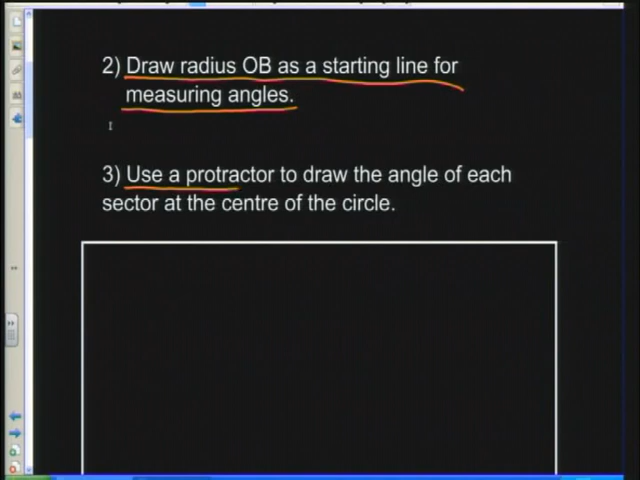 2) Draw radius OB as a starting line for
measuring angles.
3) Use a protractor to draw the angle of each
sector at the centre of the circle.